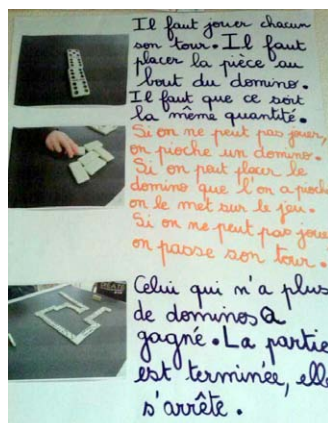 Il faut jouer chacun
son tour. Il faut
placer la pièce au
bout du domino.
Il faut que ce soit
la même quantité.
Si on ne peut pas jouer,
on pioche un domino.
Si on peut placer le
domino que l'on a pioché
on le met sur le jeu.
Si on ne peut pas jouer
on passe son tour.
Celui qui n'a plus
de dominos a
gagné. La partie
est terminée, elle
s'arrête.